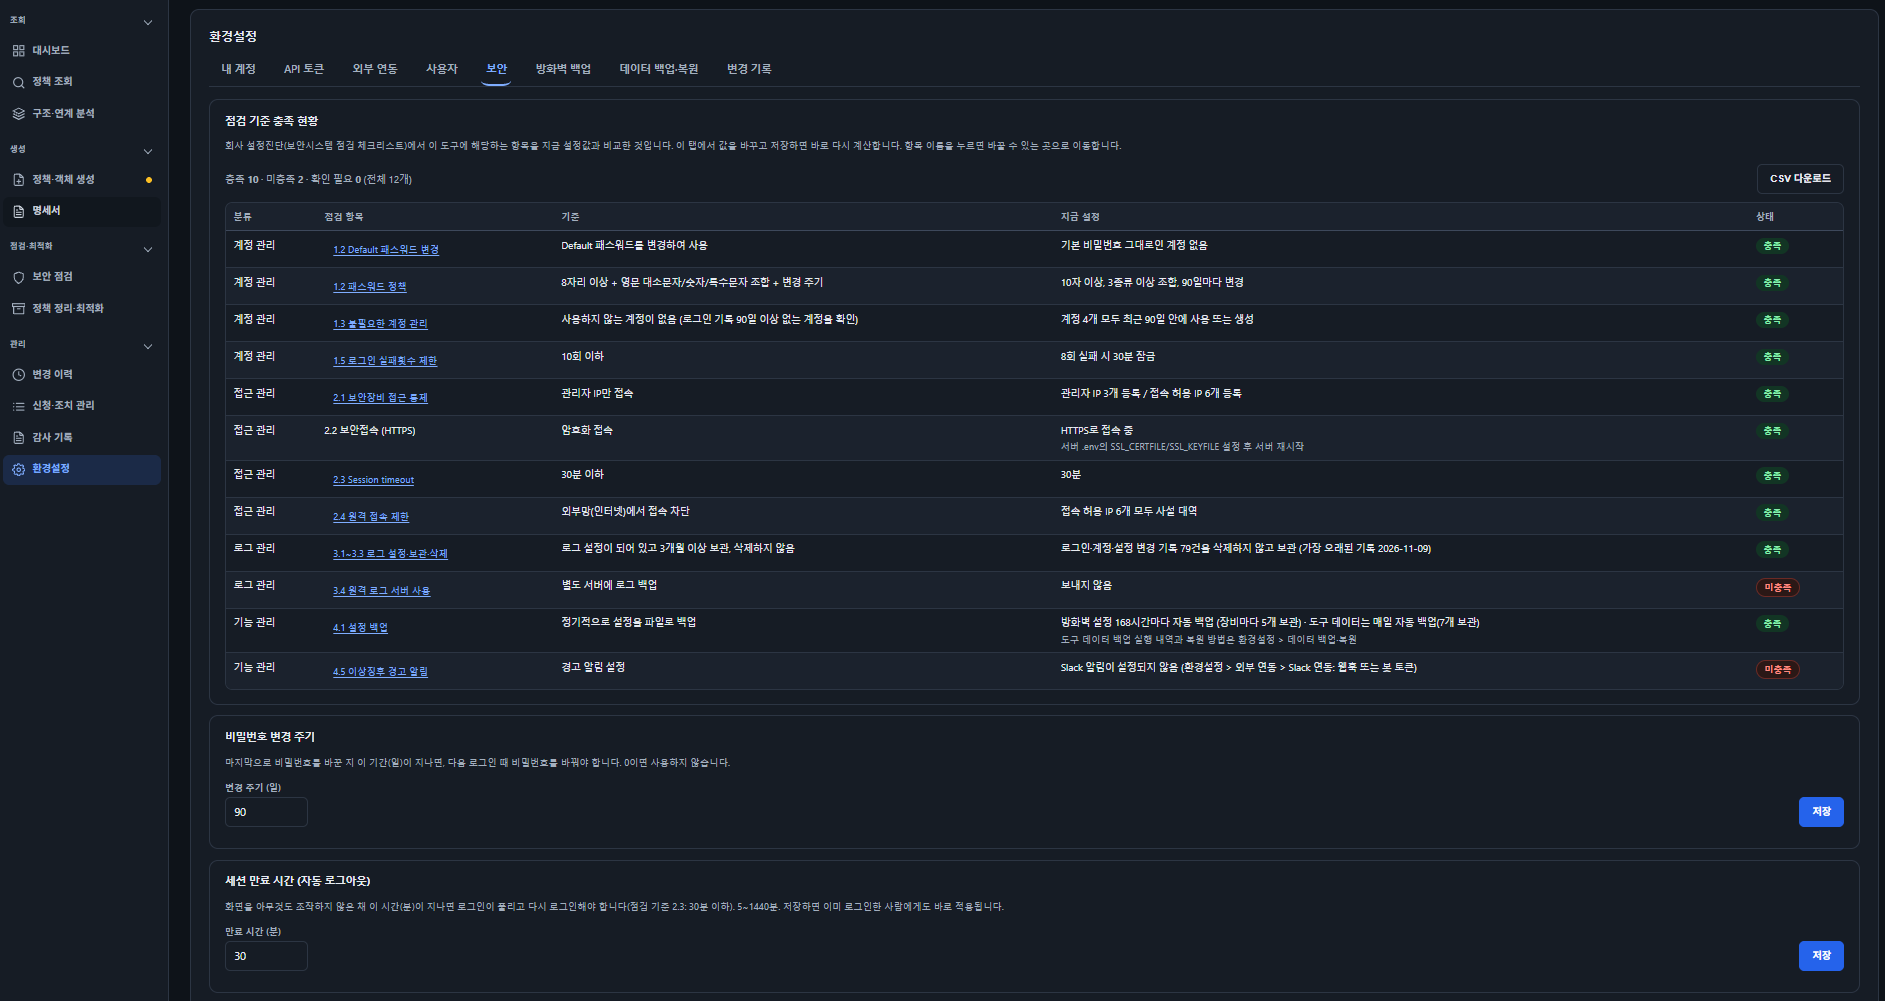 조회
대시보드
정책 조회
구조·연계 분석
생성
정책·객체 생성
명세서
점검·최적화
보안 점검
정책 정리·최적화
관리
변경 이력
신청·조치 관리
감사 기록
환경설정
환경설정
내 계정 API 토큰 외부 연동 사용자 보안 방화벽 백업 데이터 백업·복원 변경 기록
점검 기준 충족 현황
회사 설정진단(보안시스템 점검 체크리스트)에서 이 도구에 해당하는 항목을 지금 설정값과 비교한 것입니다. 이 탭에서 값을 바꾸고 저장하면 바로 다시 계산합니다. 항목 이름을 누르면 바꿀 수 있는 곳으로 이동합니다.
충족 10 · 미충족 2 · 확인 필요 0 (전체 12개)
CSV 다운로드
분류 점검 항목 기준 지금 설정 상태
계정 관리 1.2 Default 패스워드 변경 Default 패스워드를 변경하여 사용 기본 비밀번호 그대로인 계정 없음 충족
계정 관리 1.2 패스워드 정책 8자리 이상 + 영문 대소문자/숫자/특수문자 조합 + 변경 주기 10자 이상, 3종류 이상 조합, 90일마다 변경 충족
계정 관리 1.3 불필요한 계정 관리 사용하지 않는 계정이 없음 (로그인 기록 90일 이상 없는 계정을 확인) 계정 4개 모두 최근 90일 안에 사용 또는 생성 충족
계정 관리 1.5 로그인 실패횟수 제한 10회 이하 8회 실패 시 30분 잠금 충족
접근 관리 2.1 보안장비 접근 통제 관리자 IP만 접속 관리자 IP 3개 등록 / 접속 허용 IP 6개 등록 충족
접근 관리 2.2 보안접속 (HTTPS) 암호화 접속 HTTPS로 접속 중 충족
서버 .env의 SSL_CERTFILE/SSL_KEYFILE 설정 후 서버 재시작
접근 관리 2.3 Session timeout 30분 이하 30분 충족
접근 관리 2.4 원격 접속 제한 외부망(인터넷)에서 접속 차단 접속 허용 IP 6개 모두 사설 대역 충족
로그 관리 3.1~3.3 로그 설정·보관·삭제 로그 설정이 되어 있고 3개월 이상 보관, 삭제하지 않음 로그인·계정·설정 변경 기록 79건을 삭제하지 않고 보관 (가장 오래된 기록 2026-11-09) 충족
로그 관리 3.4 원격 로그 서버 사용 별도 서버에 로그 백업 보내지 않음 미충족
기능 관리 4.1 설정 백업 정기적으로 설정을 파일로 백업 방화벽 설정 168시간마다 자동 백업 (장비마다 5개 보관) · 도구 데이터는 매일 자동 백업(7개 보관) 충족
도구 데이터 백업 실행 내역과 복원 방법은 환경설정 > 데이터 백업·복원
기능 관리 4.5 이상징후 경고 알림 경고 알림 설정 Slack 알림이 설정되지 않음 (환경설정 > 외부 연동 > Slack 연동: 웹훅 또는 봇 토큰) 미충족
비밀번호 변경 주기
마지막으로 비밀번호를 바꾼 지 이 기간(일)이 지나면, 다음 로그인 때 비밀번호를 바꿔야 합니다. 0이면 사용하지 않습니다.
변경 주기 (일)
90
저장
세션 만료 시간 (자동 로그아웃)
화면을 아무것도 조작하지 않은 채 이 시간(분)이 지나면 로그인이 풀리고 다시 로그인해야 합니다(점검 기준 2.3: 30분 이하). 5~1440분. 저장하면 이미 로그인한 사람에게도 바로 적용됩니다.
만료 시간 (분)
30
저장